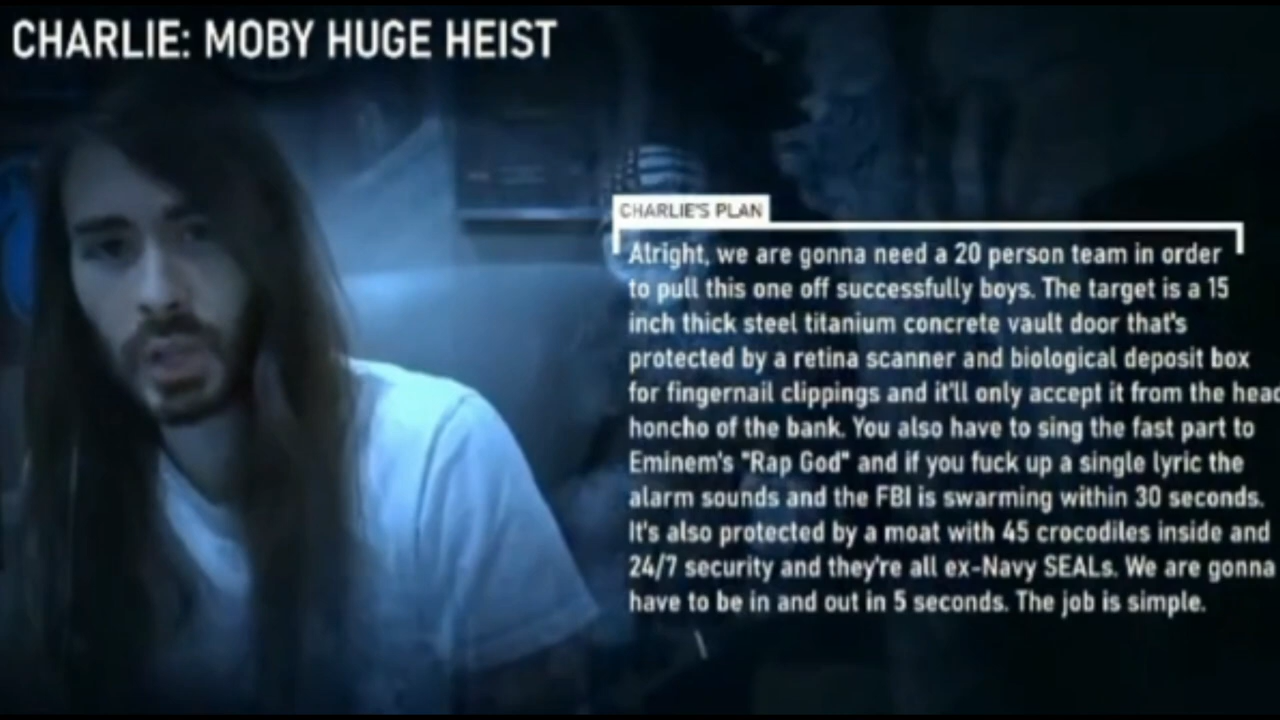 CHARLIE: MOBY HUGE HEIST
CHARLIE'S PLAN
Alright, we are gonna need a 20 person team in order
to pull this one off successfully boys. The target is a 15
inch thick steel titanium concrete vault door that's
protected by a retina scanner and biological deposit box
for fingernail clippings and it'll only accept it from the head
honcho of the bank. You also have to sing the fast part to
Eminem's "Rap God" and if you fuck up a single lyric the
alarm sounds and the FBI is swarming within 30 seconds.
It's also protected by a moat with 45 crocodiles inside and
24/7 security and they're all ex-Navy SEALs. We are gonna
have to be in and out in 5 seconds. The job is simple.